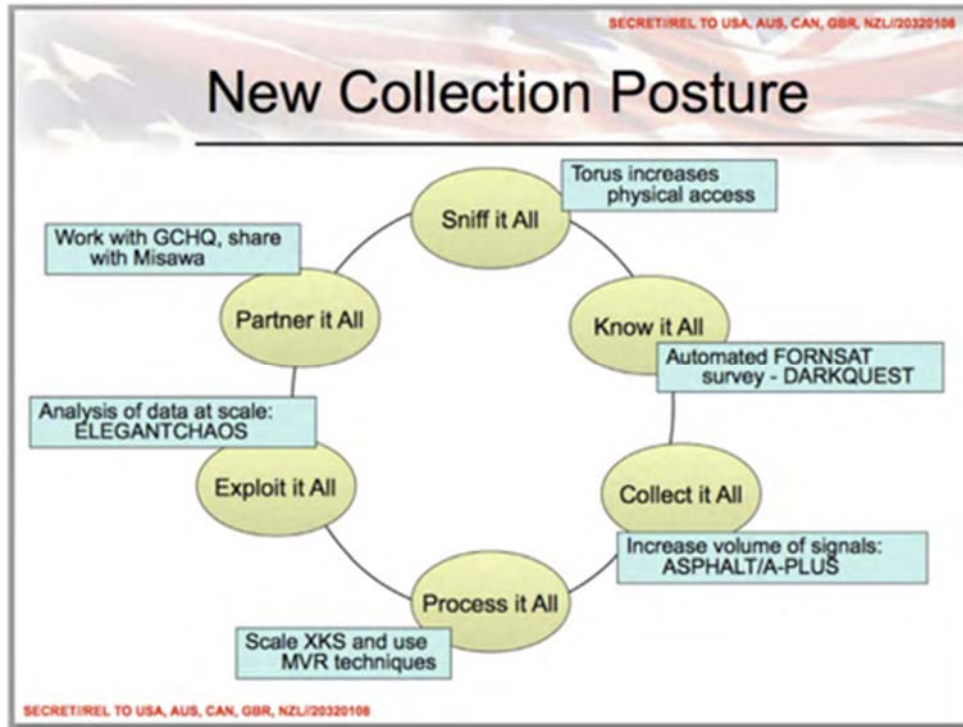 SECRET//REL TO USA, AUS, CAN, GBR, NZL//20320108
New Collection Posture
Sniff it All
Torus increases
physical access
Know it All
Automated FORNSAT
survey - DARKQUEST
Collect it All
Increase volume of signals:
ASPHALT/A-PLUS
Process it All
Scale XKS and use
MVR techniques
Exploit it All
Analysis of data at scale:
ELEGANTCHAOS
Partner it All
Work with GCHQ, share
with Misawa
SECRET//REL TO USA, AUS, CAN, GBR, NZL//20320108